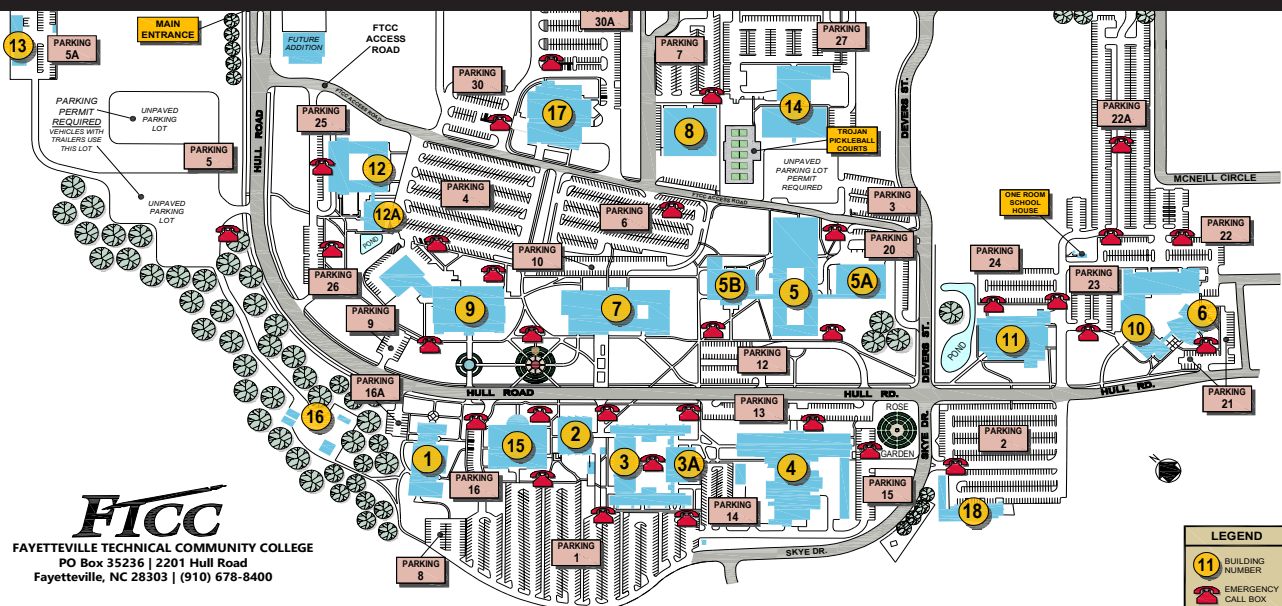 13
PARKING
5A
MAIN
ENTRANCE
FUTURE
ADDITION
FTCC
ACCESS
ROAD
30A
PARKING
7
PARKING
27
PARKING
30
17
8
14
TROJAN
PICKLEBALL
COURTS
DEVERS ST.
PARKING
22A
PARKING
PERMIT
REQUIRED
VEHICLES WITH
TRAILERS USE
THIS LOT
UNPAVED
PARKING
LOT
PARKING
5
HULL ROAD
PARKING
25
FTCC ACCESS ROAD
12
12A
POND
PARKING
4
PARKING
6
UNPAVED
PARKING LOT
PERMIT
REQUIRED
FTCC ACCESS ROAD
PARKING
3
MCNEILL CIRCLE
ONE ROOM
SCHOOL
HOUSE
UNPAVED
PARKING
LOT
PARKING
26
PARKING
10
PARKING
20
PARKING
24
PARKING
22
PARKING
23
PARKING
9
9
7
5B
5
5A
POND
11
10
6
PARKING
12
DEVERS ST.
PARKING
16A
HULL ROAD
HULL RD.
HULL RD.
PARKING
21
16
PARKING
13
ROSE
GARDEN
SKYE DR.
PARKING
2
1
15
2
3
3A
4
PARKING
16
PARKING
14
PARKING
15
18
N
PARKING
8
PARKING
1
SKYE DR.
FTCC
FAYETTEVILLE TECHNICAL COMMUNITY COLLEGE
PO Box 35236 | 2201 Hull Road
Fayetteville, NC 28303 | (910) 678-8400
LEGEND
11 BUILDING
NUMBER
EMERGENCY
CALL BOX